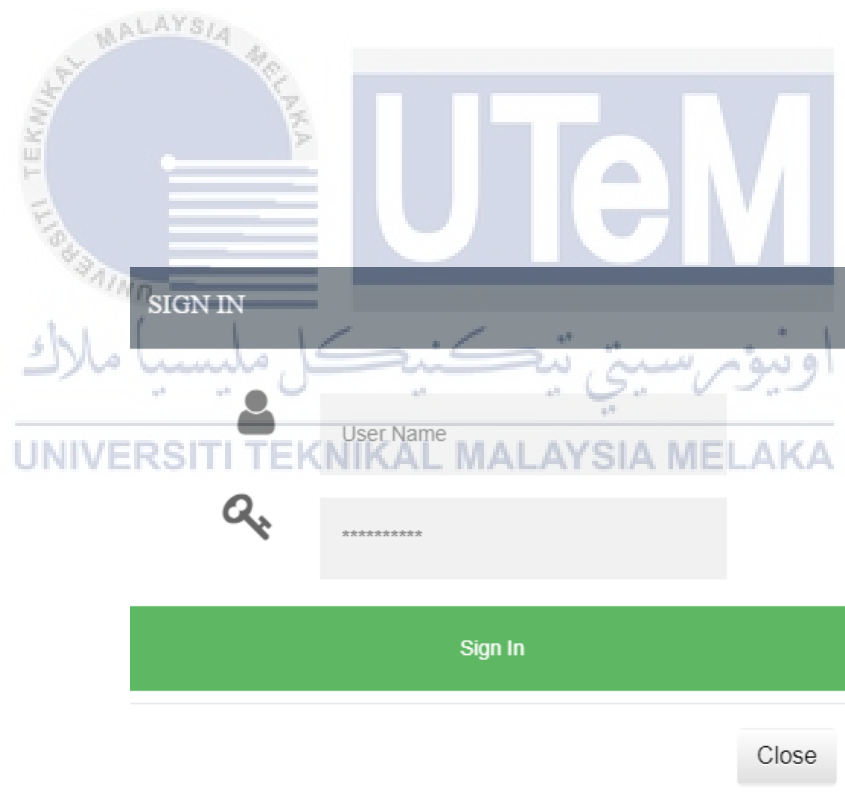 UNIVERSITI TEKNIKAL MALAYSIA MELAKA
UTeM
SIGN IN
اونيۏرسيتي تيكنيكل مليسيا ملاك
User Name
UNIVERSITI TEKNIKAL MALAYSIA MELAKA
**********
Sign In
Close